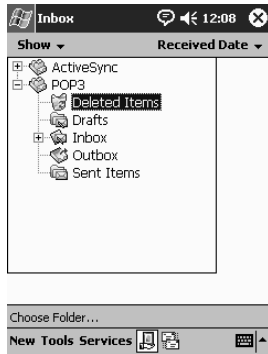 Inbox 12:08
Show Received Date
ActiveSync
POP3
Deleted Items
Drafts
Inbox
Outbox
Sent Items
Choose Folder...
New Tools Services